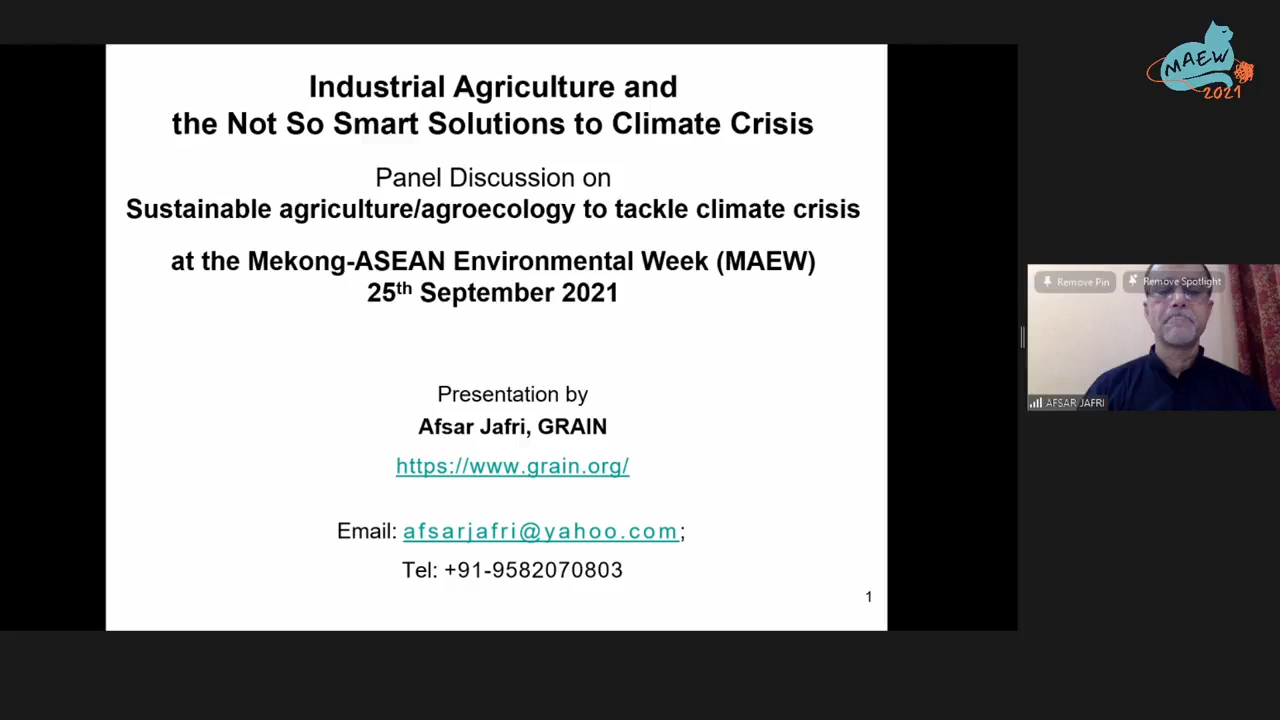 Industrial Agriculture and
the Not So Smart Solutions to Climate Crisis
Panel Discussion on
Sustainable agriculture/agroecology to tackle climate crisis
at the Mekong-ASEAN Environmental Week (MAEW)
25th September 2021
Presentation by
Afsar Jafri, GRAIN
https://www.grain.org/
Email: afsarjafri@yahoo.com;
Tel: +91-9582070803
1
MAEW
2021
Remove Pin
Remove Spotlight
AFSAR JAFRI